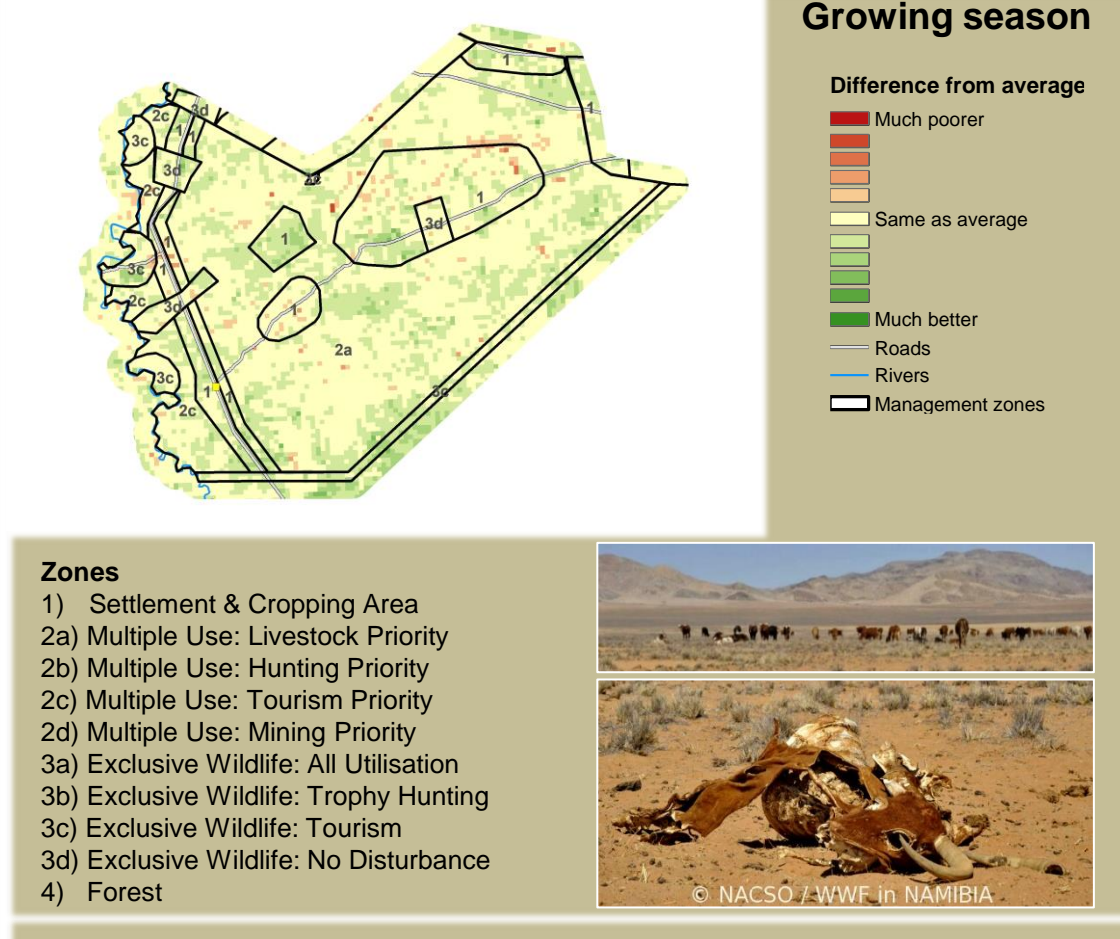 Growing season
Difference from average
Much poorer
Same as average
Much better
Roads
Rivers
Management zones
1
1
2c
3d
1
1
3c
3d
2c
2c
1
3d
1
1
3c
1
2c
3d
1
2a
3c
1
1
3c
2c
Zones
1) Settlement & Cropping Area
2a) Multiple Use: Livestock Priority
2b) Multiple Use: Hunting Priority
2c) Multiple Use: Tourism Priority
2d) Multiple Use: Mining Priority
3a) Exclusive Wildlife: All Utilisation
3b) Exclusive Wildlife: Trophy Hunting
3c) Exclusive Wildlife: Tourism
3d) Exclusive Wildlife: No Disturbance
4) Forest
© NACSO / WWF in NAMIBIA